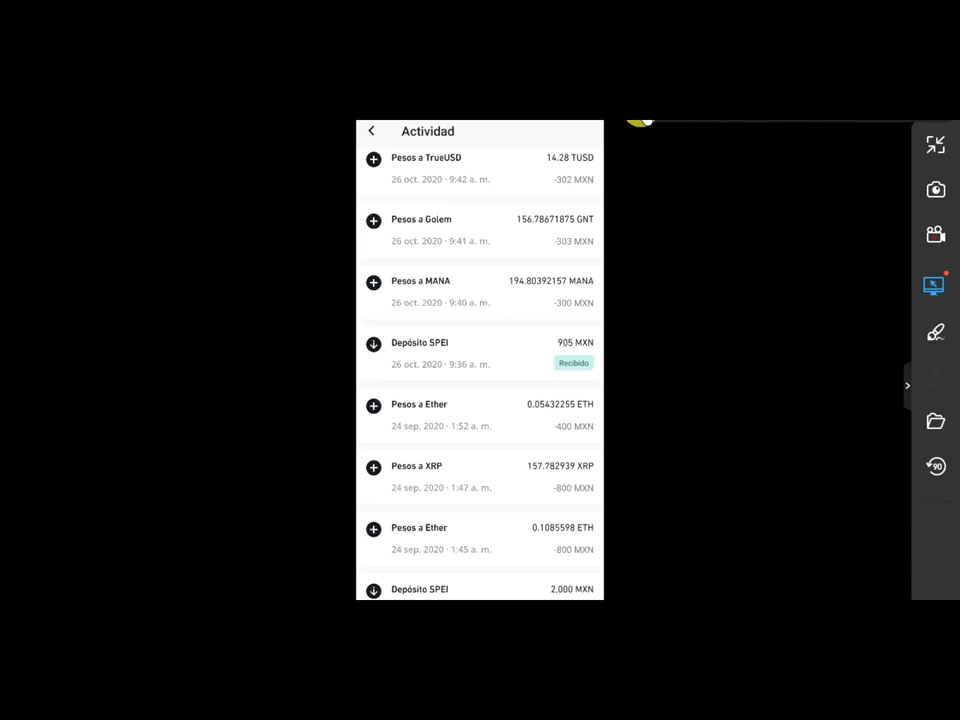 Actividad
Pesos a TrueUSD 14.28 TUSD
26 oct. 2020 · 9:42 a. m. -302 MXN
Pesos a Golem 156.78671875 GNT
26 oct. 2020 · 9:41 a. m. -303 MXN
Pesos a MANA 194.80392157 MANA
26 oct. 2020 · 9:40 a. m. -300 MXN
Depósito SPEI 905 MXN
26 oct. 2020 · 9:36 a. m. Recibido
Pesos a Ether 0.05432255 ETH
24 sep. 2020 · 1:52 a. m. -400 MXN
Pesos a XRP 157.782939 XRP
24 sep. 2020 · 1:47 a. m. -800 MXN
Pesos a Ether 0.1085598 ETH
24 sep. 2020 · 1:45 a. m. -800 MXN
Depósito SPEI 2,000 MXN
90